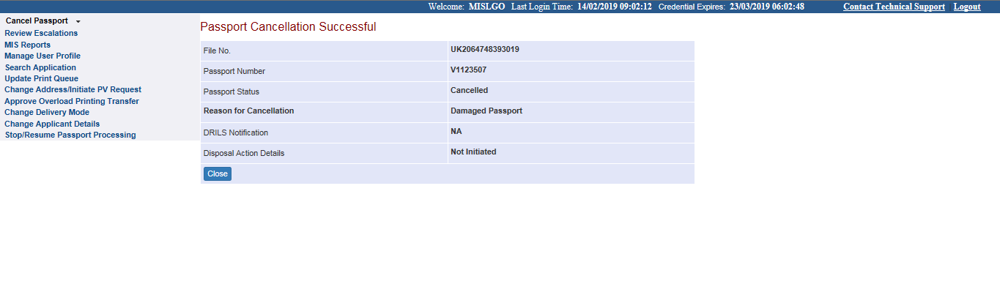 Welcome: MISLGO Last Login Time: 14/02/2019 09:02:12 Credential Expires: 23/03/2019 06:02:48 Contact Technical Support | Logout
Cancel Passport
Review Escalations
MIS Reports
Manage User Profile
Search Application
Update Print Queue
Change Address/Initiate PV Request
Approve Overload Printing Transfer
Change Delivery Mode
Change Applicant Details
Stop/Resume Passport Processing
Passport Cancellation Successful
File No. UK2064748393019
Passport Number V1123507
Passport Status Cancelled
Reason for Cancellation Damaged Passport
DRILS Notification NA
Disposal Action Details Not Initiated
Close